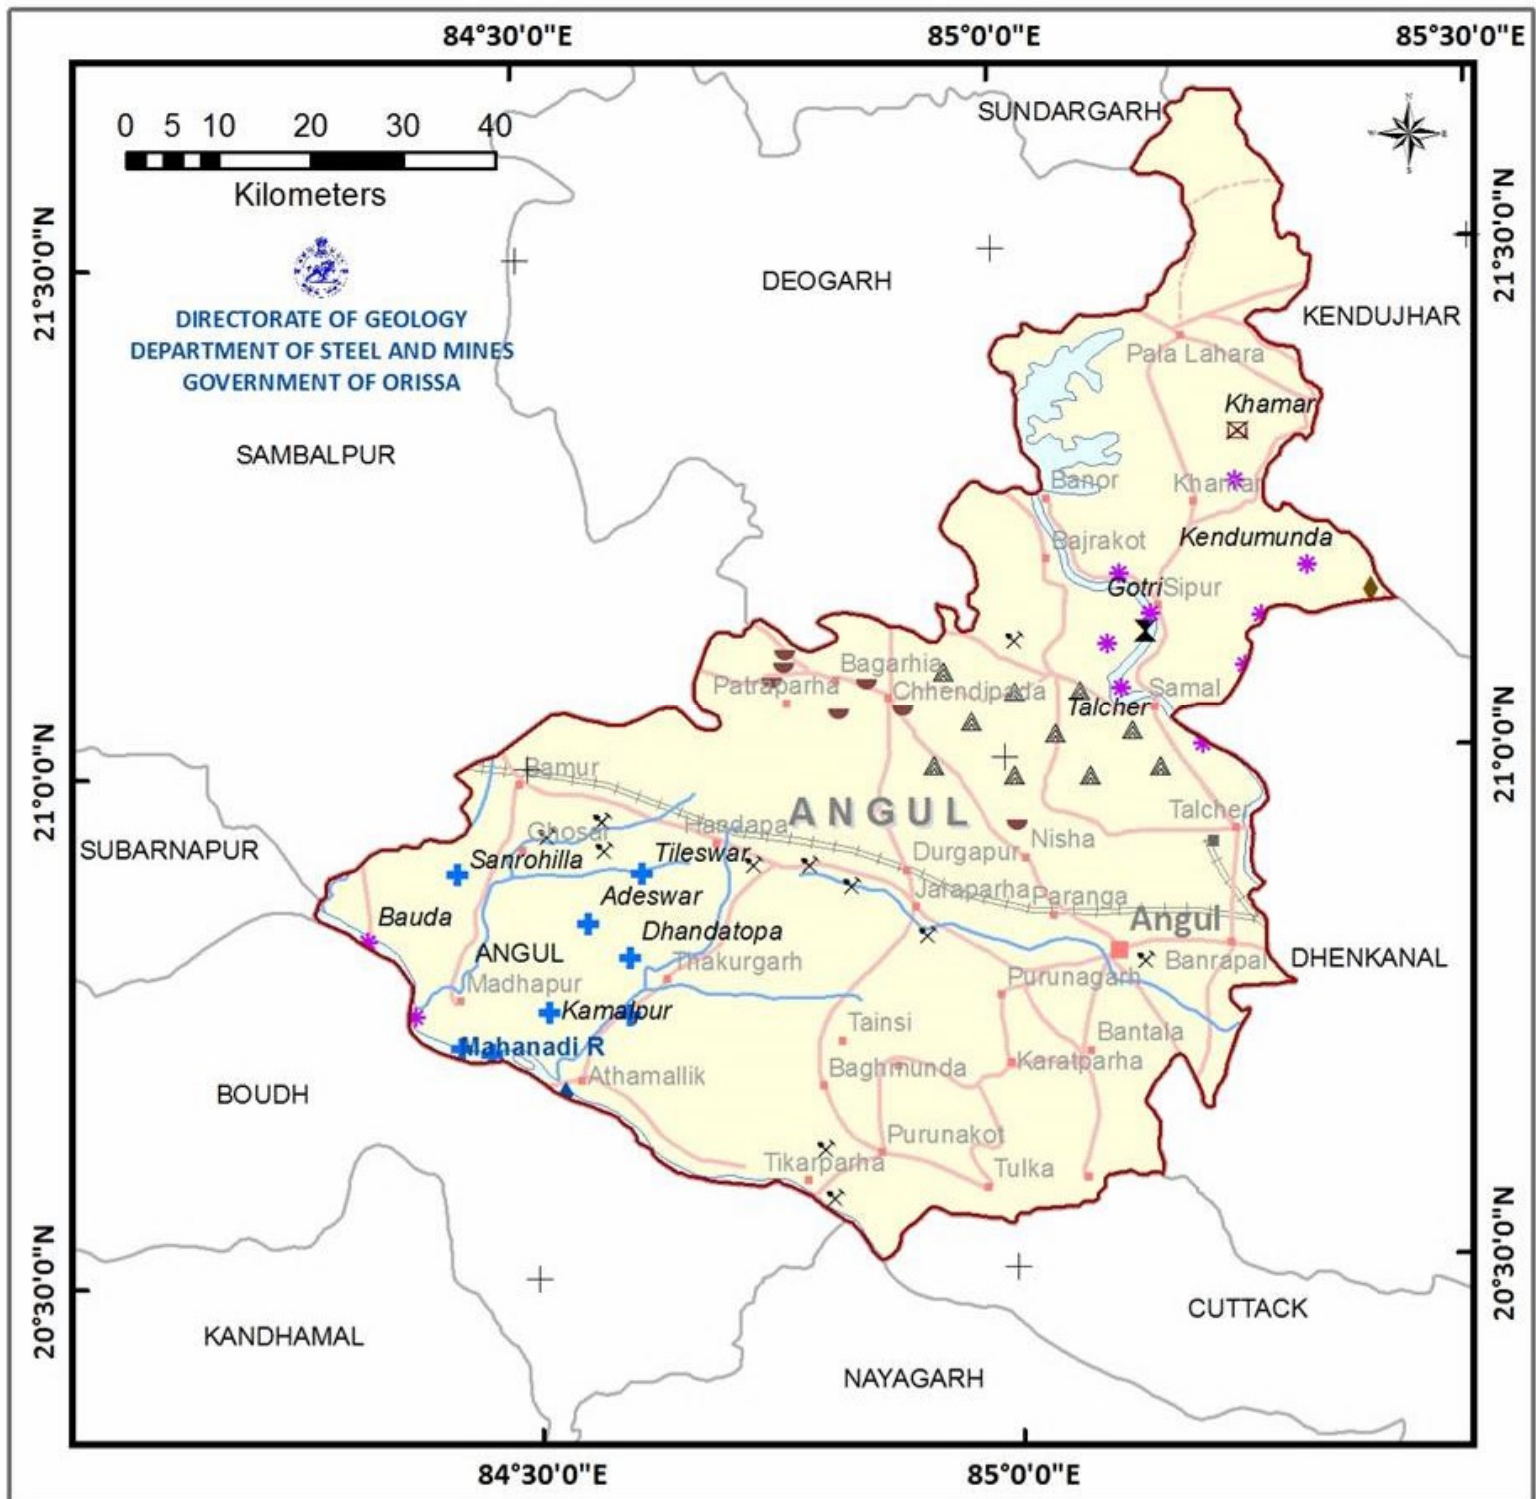 84°30'0"E
85°0'0"E
85°30'0"E
0 5 10 20 30 40
Kilometers
SUNDARGARH
21°30'0"N
21°30'0"N
DEOGARH
KENDUJHAR
DIRECTORATE OF GEOLOGY
DEPARTMENT OF STEEL AND MINES
GOVERNMENT OF ORISSA
Pala Lahara
Khamar
SAMBALPUR
Banor
Khamar
Kendumunda
Bajrakot
Gotri
Sipur
Bagarhia
Patraparha
Chhendipada
Samal
Talcher
21°0'0"N
21°0'0"N
Bamur
ANGUL
Talcher
Ghosar
Handapa
Nisha
SUBARNAPUR
Sanrohilla
Tileswar
Durgapur
Adeswar
Jaraparha
Paranga
Bauda
Angul
Dhandatopa
ANGUL
Thakurgarh
Banrapal
DHENKANAL
Madhapur
Purunagarh
Kamalpur
Tainsi
Bantala
Mahanadi R
Baghmunda
Karatparha
Athamallik
BOUDH
Purunakot
Tikarparha
Tulka
20°30'0"N
20°30'0"N
CUTTACK
KANDHAMAL
NAYAGARH
84°30'0"E
85°0'0"E